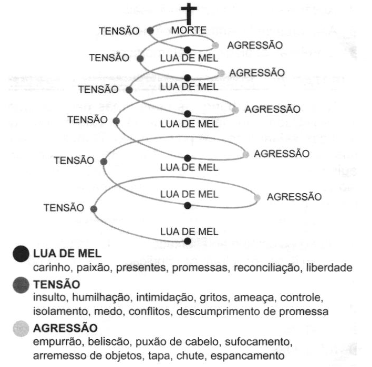 MORTE
TENSÃO
AGRESSÃO
LUA DE MEL
TENSÃO
AGRESSÃO
LUA DE MEL
TENSÃO
AGRESSÃO
LUA DE MEL
TENSÃO
AGRESSÃO
LUA DE MEL
TENSÃO
AGRESSÃO
LUA DE MEL
TENSÃO
LUA DE MEL
LUA DE MEL
carinho, paixão, presentes, promessas, reconciliação, liberdade
TENSÃO
insulto, humilhação, intimidação, gritos, ameaça, controle,
isolamento, medo, conflitos, descumprimento de promessa
AGRESSÃO
empurrão, beliscão, puxão de cabelo, sufocamento,
arremesso de objetos, tapa, chute, espancamento